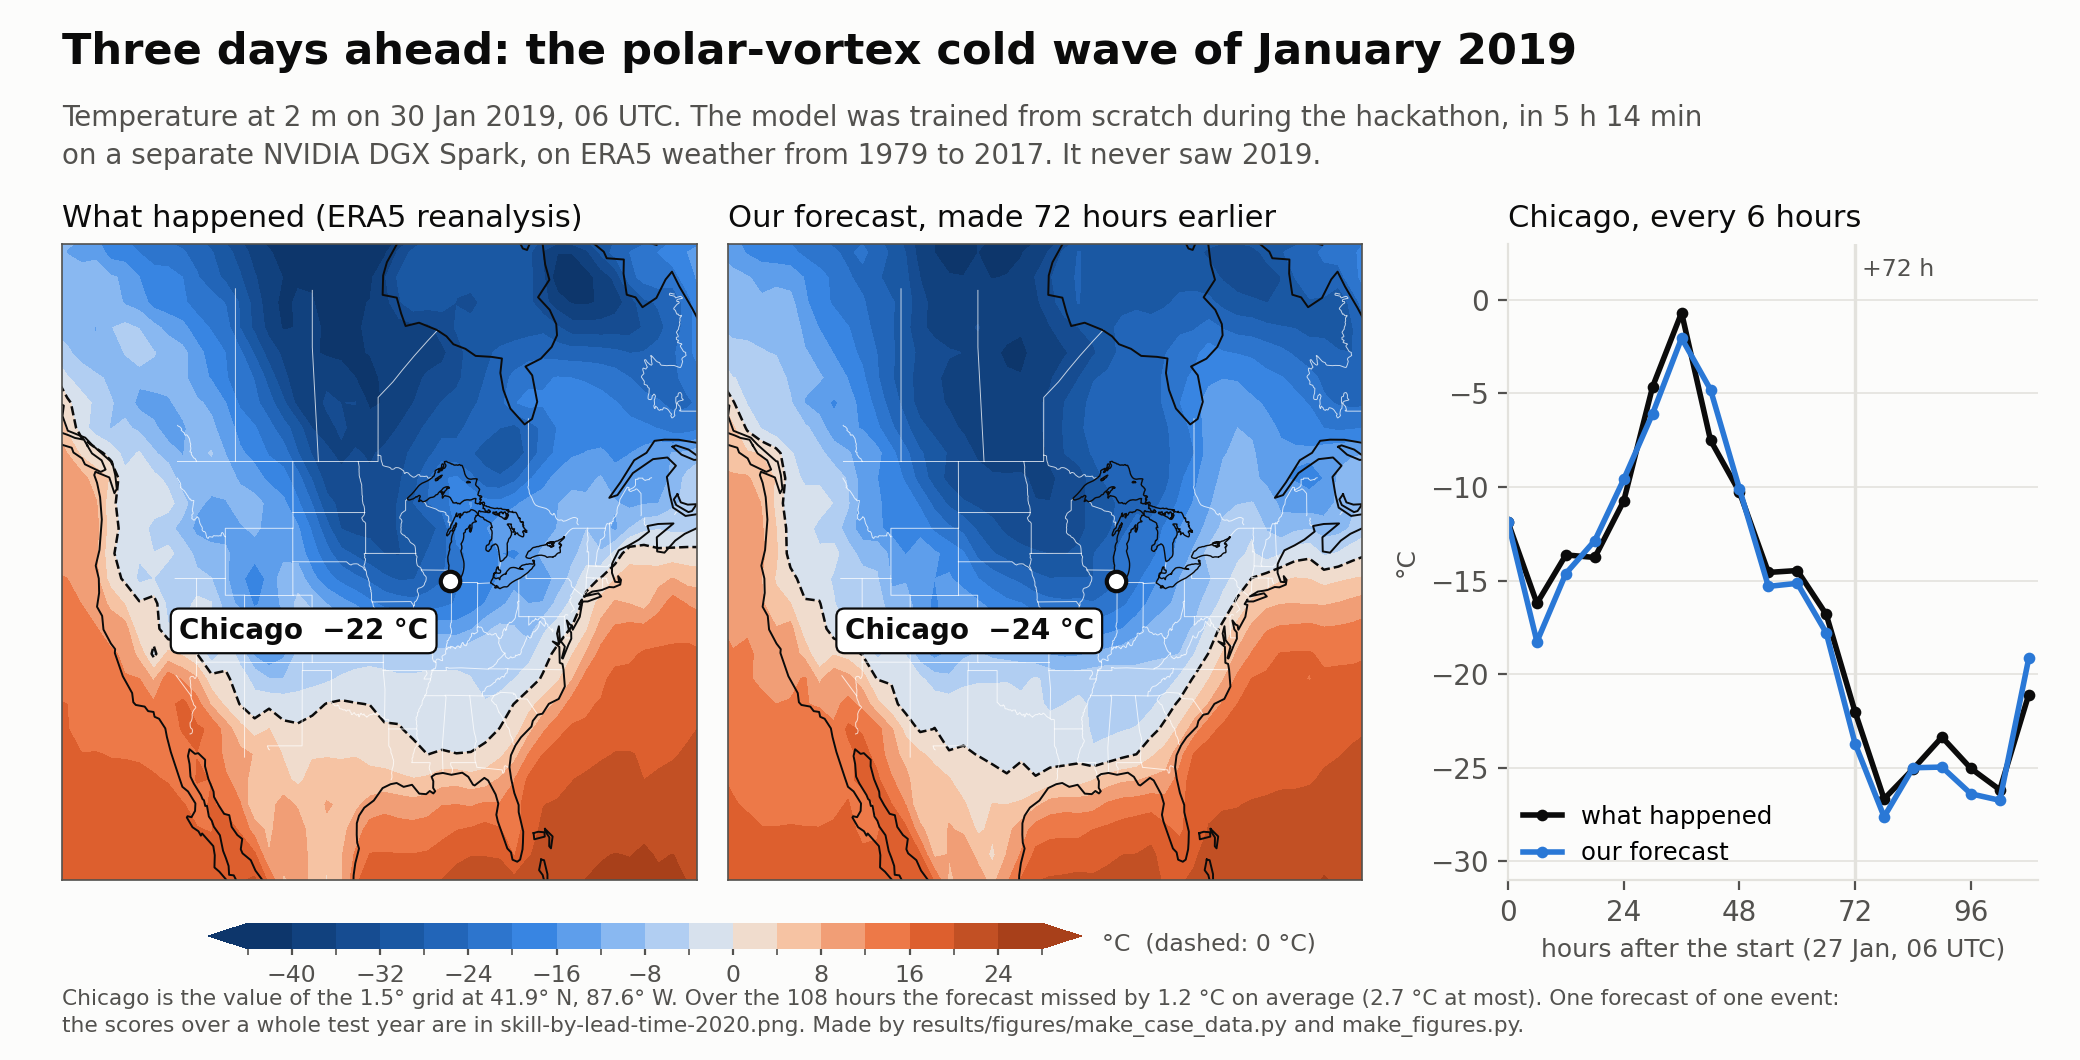 Three days ahead: the polar-vortex cold wave of January 2019
Temperature at 2 m on 30 Jan 2019, 06 UTC. The model was trained from scratch during the hackathon, in 5 h 14 min
on a separate NVIDIA DGX Spark, on ERA5 weather from 1979 to 2017. It never saw 2019.
What happened (ERA5 reanalysis)
Chicago −22 °C
Our forecast, made 72 hours earlier
Chicago −24 °C
−40 −32 −24 −16 −8 0 8 16 24
°C (dashed: 0 °C)
Chicago, every 6 hours
+72 h
0
−5
−10
−15
−20
−25
−30
°C
what happened
our forecast
0 24 48 72 96
hours after the start (27 Jan, 06 UTC)
Chicago is the value of the 1.5° grid at 41.9° N, 87.6° W. Over the 108 hours the forecast missed by 1.2 °C on average (2.7 °C at most). One forecast of one event:
the scores over a whole test year are in skill-by-lead-time-2020.png. Made by results/figures/make_case_data.py and make_figures.py.